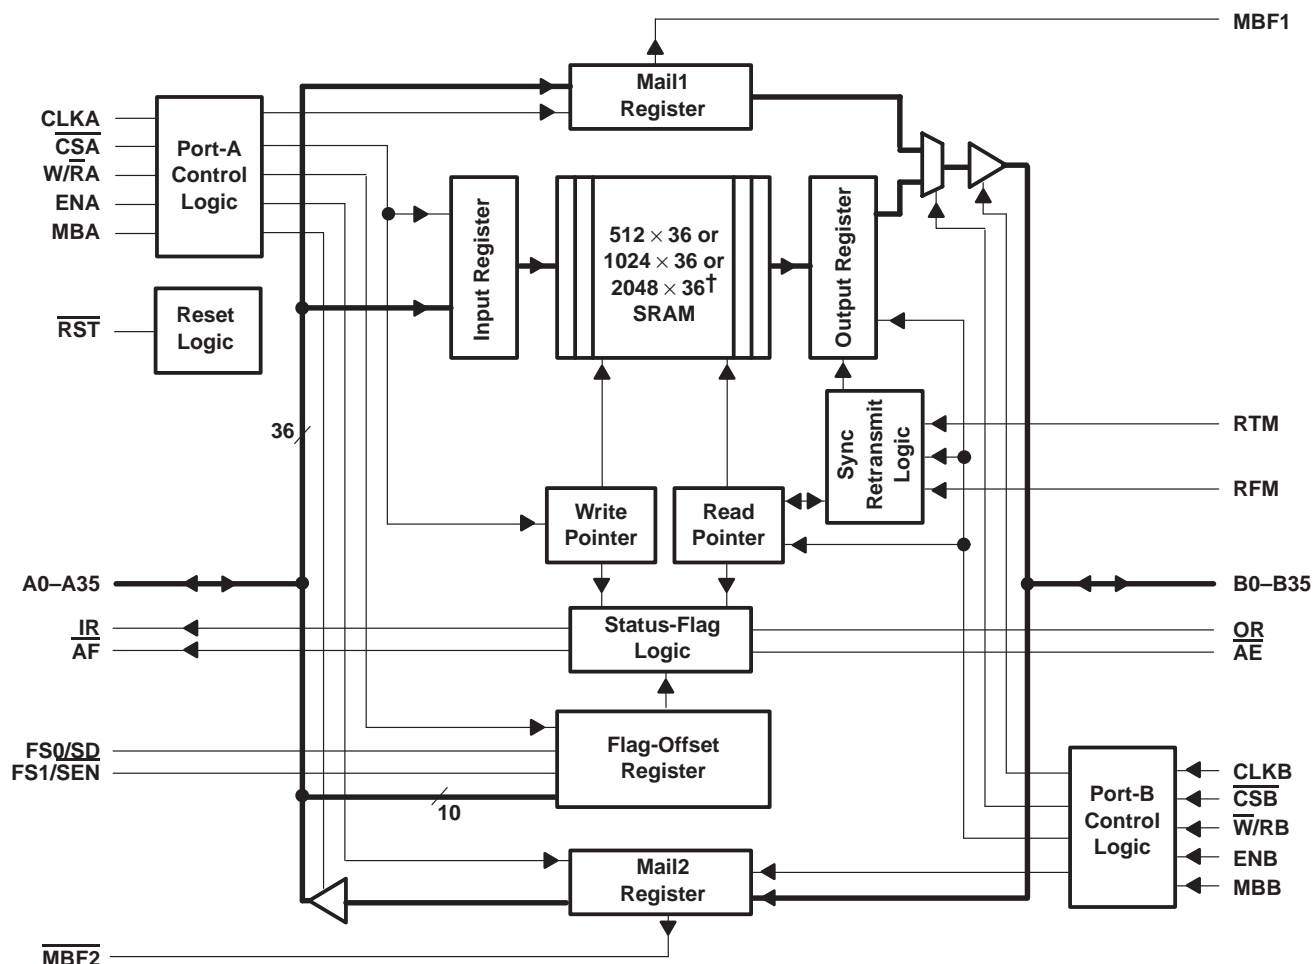 MBF1
Mail1
Register
CLKA
CSA
W/RA
ENA
MBA
Port-A
Control
Logic
Input Register
512 × 36 or
1024 × 36 or
2048 × 36†
SRAM
Output Register
RST
Reset
Logic
36
Sync
Retransmit
Logic
RTM
RFM
Write
Pointer
Read
Pointer
A0–A35
B0–B35
IR
AF
Status-Flag
Logic
OR
AE
FS0/SD
FS1/SEN
Flag-Offset
Register
10
Port-B
Control
Logic
CLKB
CSB
W/RB
ENB
MBB
Mail2
Register
MBF2